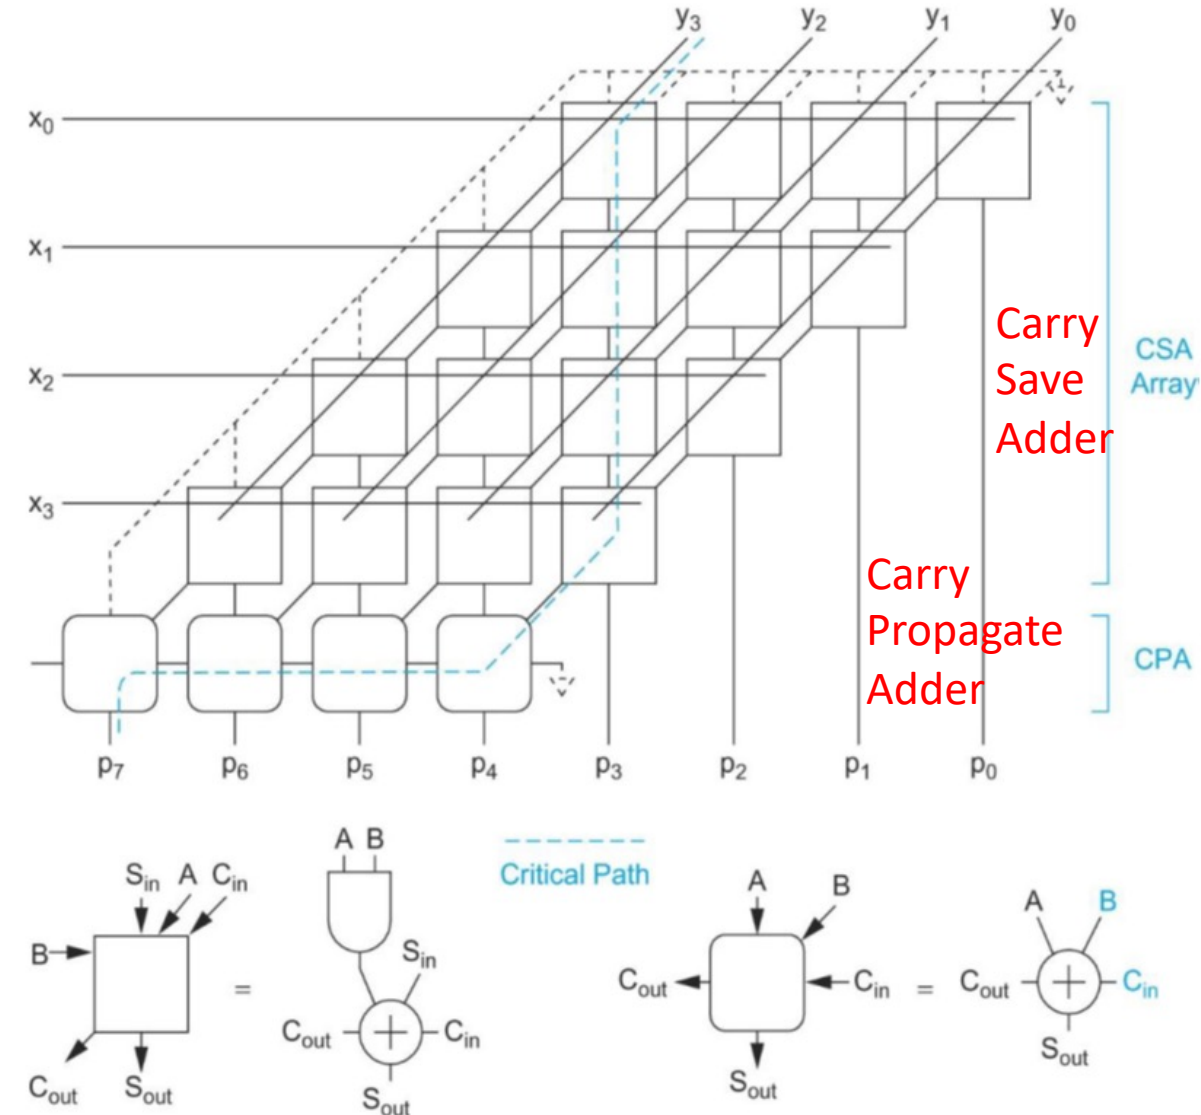 y3 y2 y1 y0
x0
x1
x2
x3
Carry
Save
Adder
CSA
Array
Carry
Propagate
Adder
CPA
p7 p6 p5 p4 p3 p2 p1 p0
A B
Critical Path
Sin A Cin
B
=
Sin
Cout + Cin
Cout Sout
Sout
A B
Cout Cin = Cout + Cin
A B
Sout
Sout